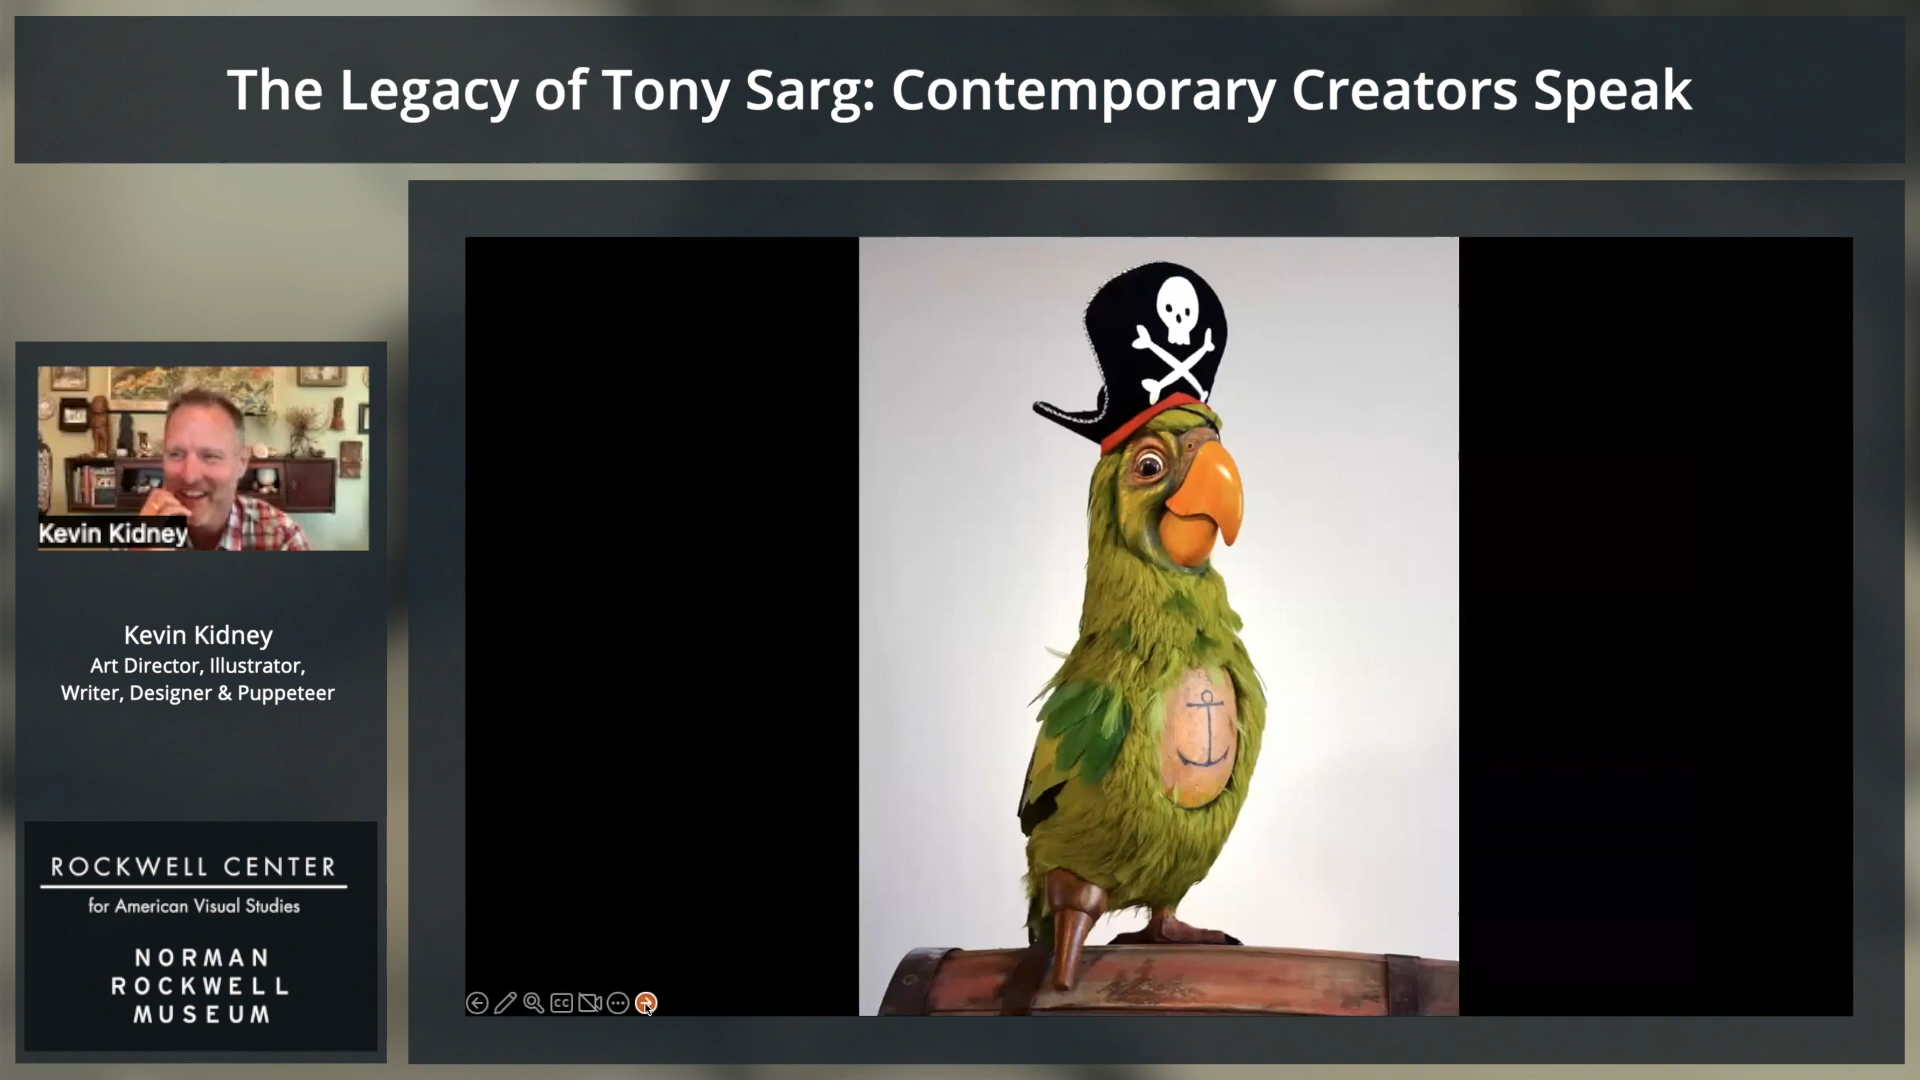 The Legacy of Tony Sarg: Contemporary Creators Speak
Kevin Kidney
Kevin Kidney
Art Director, Illustrator,
Writer, Designer & Puppeteer
ROCKWELL CENTER
for American Visual Studies
NORMAN
ROCKWELL
MUSEUM
CC